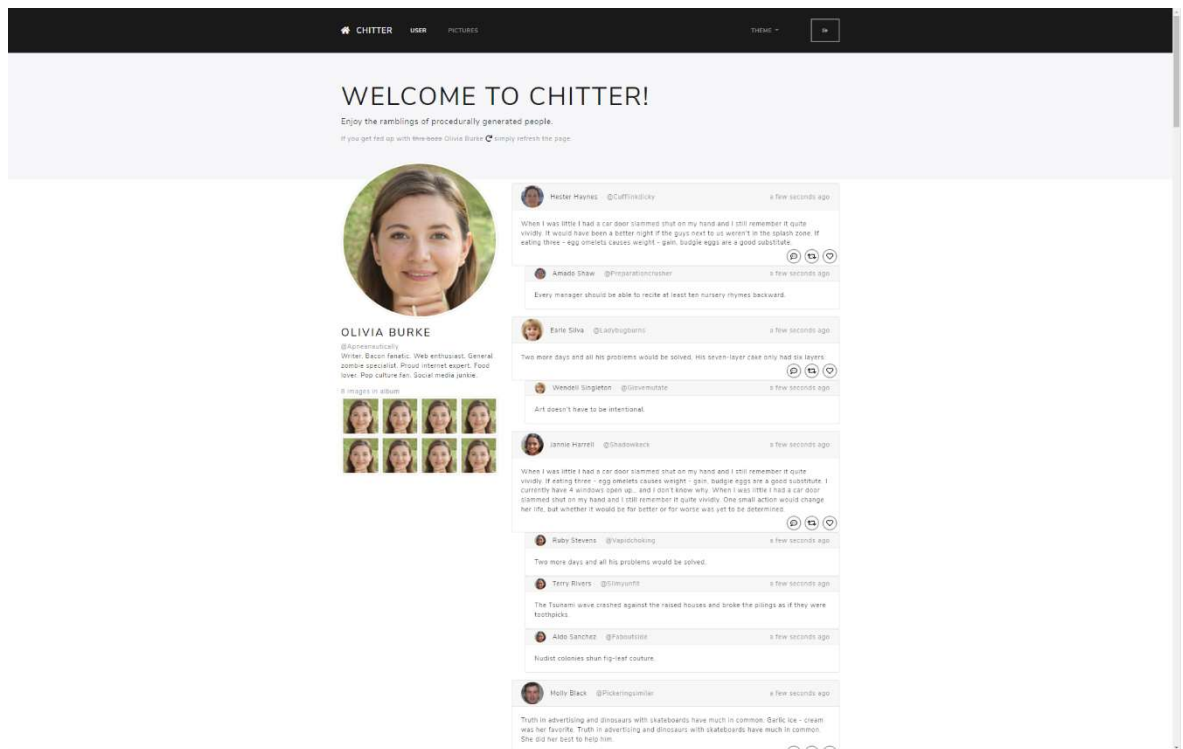 CHITTER USER PICTURES THEME
WELCOME TO CHITTER!
Enjoy the ramblings of procedurally generated people.
If you get fed up with Olivia Burke simply refresh the page.
OLIVIA BURKE
Writer. Bacon fanatic. Web enthusiast. General
zombie specialist. Proud internet expert. Food
lover. Pop culture fan. Social media junkie.
8 images in album
Hester Haynes a few seconds ago
When I was little I had a car door slammed shut on my hand and I still remember it quite
vividly. It would have been a better night if the guys next to us weren't in the splash zone. If
eating three - egg omelets causes weight - gain, budgie eggs are a good substitute.
Amado Shaw @Preparationcrusher a few seconds ago
Every manager should be able to recite at least ten nursery rhymes backward.
Earle Silva @Ladybugburns a few seconds ago
Two more days and all his problems would be solved. His seven-layer cake only had six layers.
Wendell Singleton @Glovemutate a few seconds ago
Art doesn't have to be intentional.
Jannie Harrell a few seconds ago
When I was little I had a car door slammed shut on my hand and I still remember it quite
vividly. If eating three - egg omelets causes weight - gain, budgie eggs are a good substitute. I
currently have 4 windows open up… and I don't know why. When I was little I had a car door
slammed shut on my hand and I still remember it quite vividly. One small action would change
her life, but whether it would be for better or for worse was yet to be determined.
Ruby Stevens @Vapidchoking a few seconds ago
Two more days and all his problems would be solved.
Terry Rivers @Slimyunfit a few seconds ago
The Tsunami wave crashed against the raised houses and broke the pilings as if they were
toothpicks.
Aldo Sanchez a few seconds ago
Nudist colonies shun fig-leaf couture.
Molly Black @Pickeringsimilar a few seconds ago
Truth in advertising and dinosaurs with skateboards have much in common. Garlic ice - cream
was her favorite. Truth in advertising and dinosaurs with skateboards have much in common.
She did her best to help him.